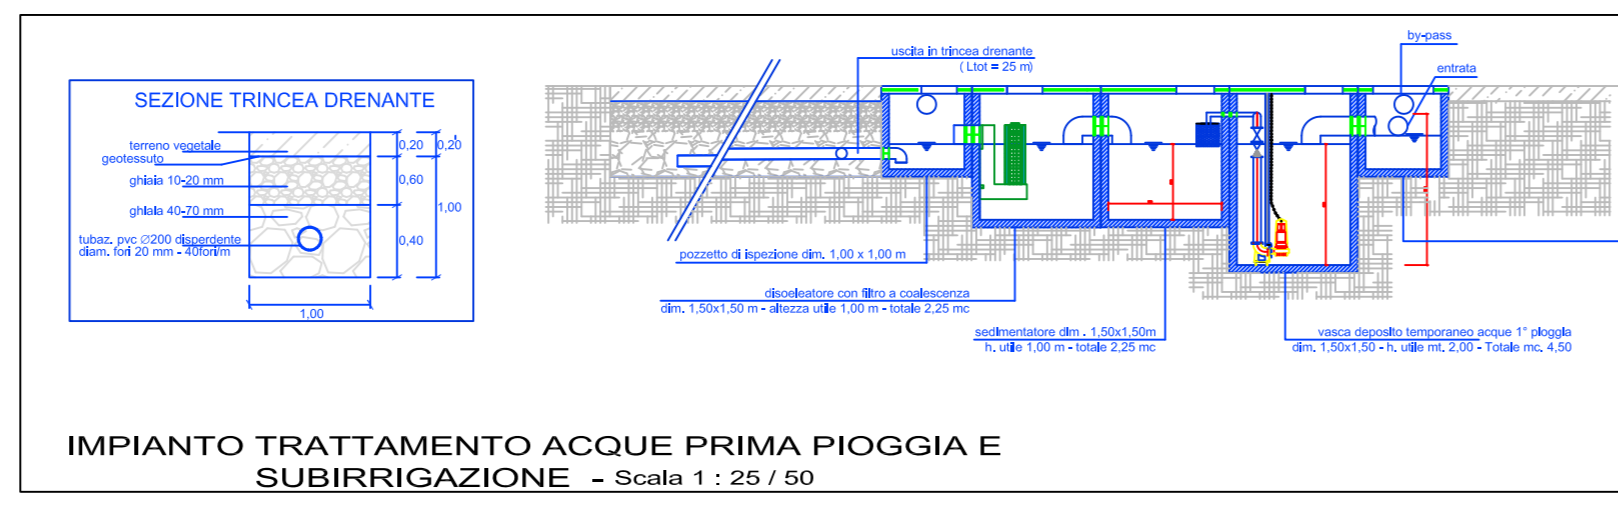 SEZIONE TRINCEA DRENANTE
terreno vegetale
geotessuto
ghiaia 10-20 mm
ghiaia 40-70 mm
tubaz. pvc Ø200 disperdente
diam. fori 20 mm - 40fori/m
0,20
0,20
0,60
1,00
0,40
1,00
uscita in trincea drenante
( Ltot = 25 m)
by-pass
entrata
pozzetto di ispezione dim. 1,00 x 1,00 m
disoeleatore con filtro a coalescenza
dim. 1,50x1,50 m - altezza utile 1,00 m - totale 2,25 mc
sedimentatore dim . 1,50x1,50m
h. utile 1,00 m - totale 2,25 mc
vasca deposito temporaneo acque 1° pioggia
dim. 1,50x1,50 - h. utile mt. 2,00 - Totale mc. 4,50
IMPIANTO TRATTAMENTO ACQUE PRIMA PIOGGIA E
SUBIRRIGAZIONE - Scala 1 : 25 / 50